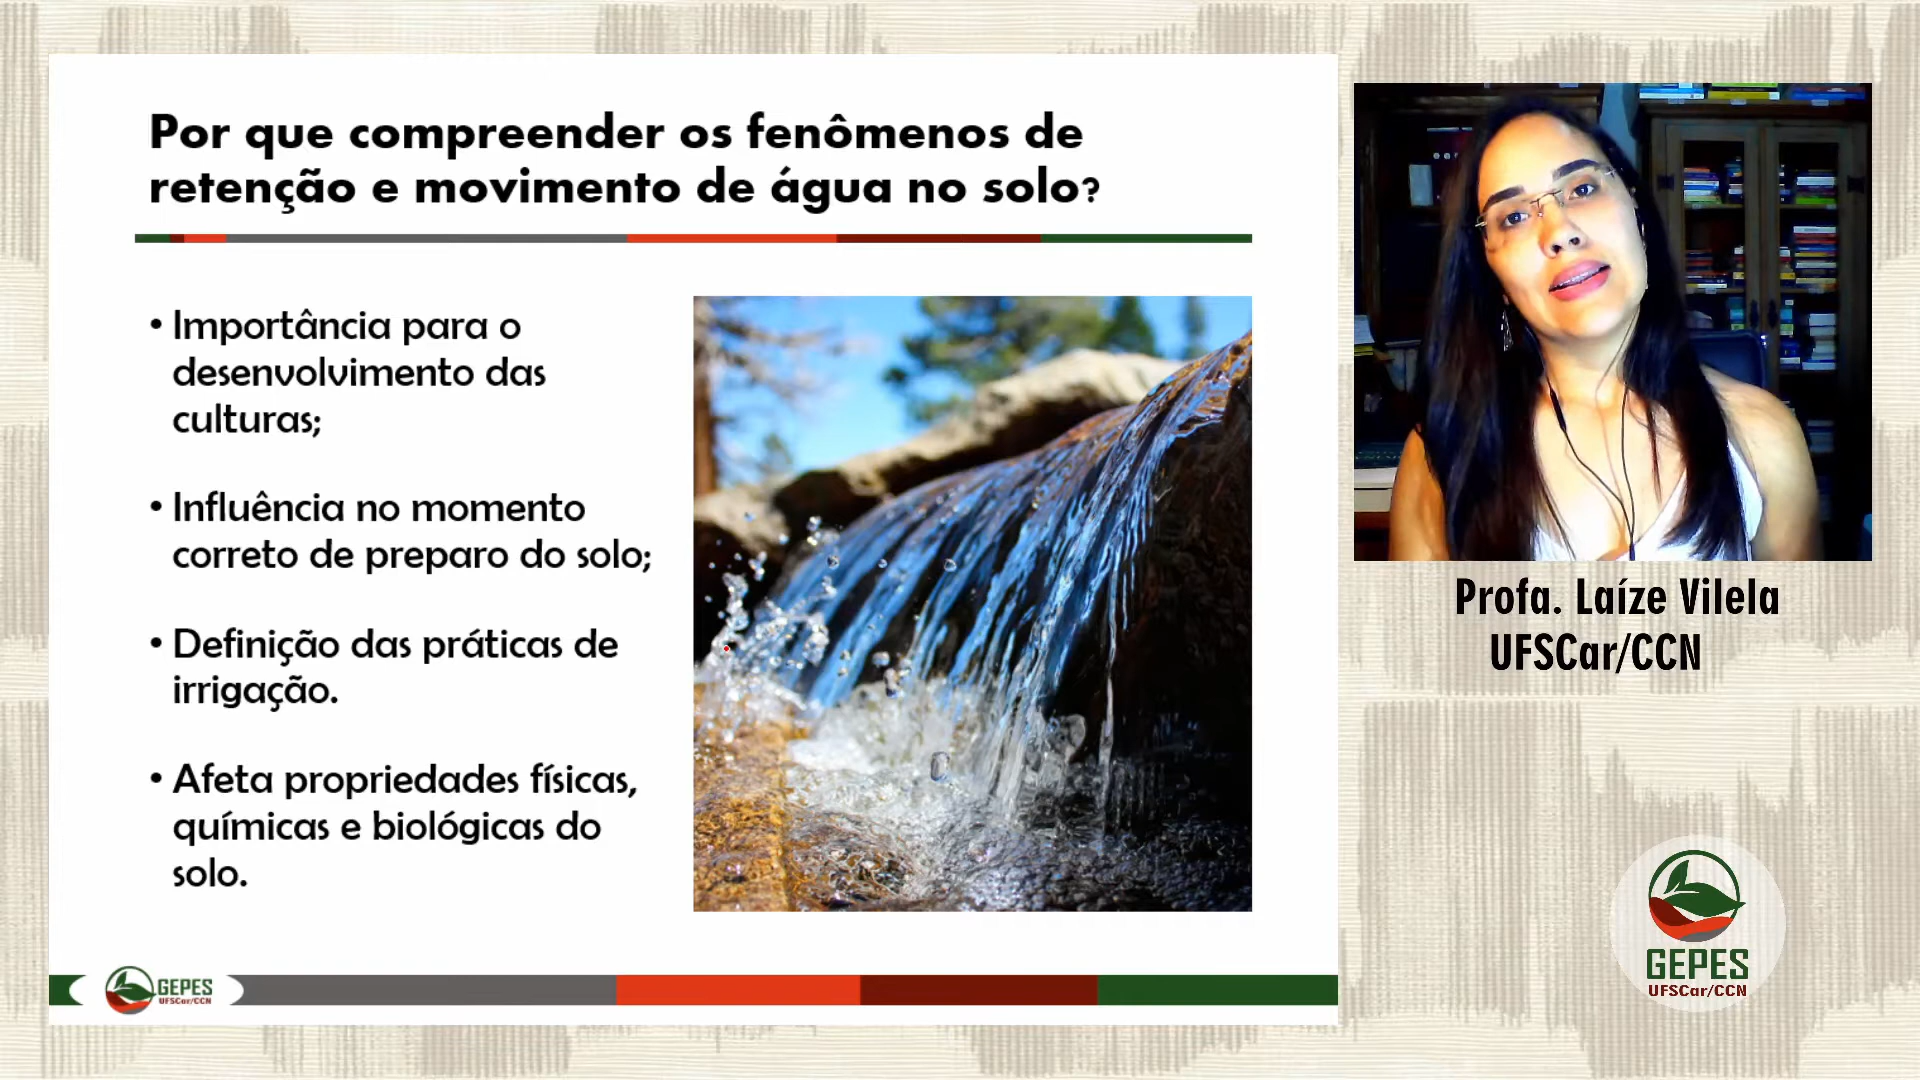 Por que compreender os fenômenos de
retenção e movimento de água no solo?
• Importância para o
desenvolvimento das
culturas;
• Influência no momento
correto de preparo do solo;
• Definição das práticas de
irrigação.
• Afeta propriedades físicas,
químicas e biológicas do
solo.
GEPES
UFSCar/CCN
Profa. Laíze Vilela
UFSCar/CCN
GEPES
UFSCar/CCN